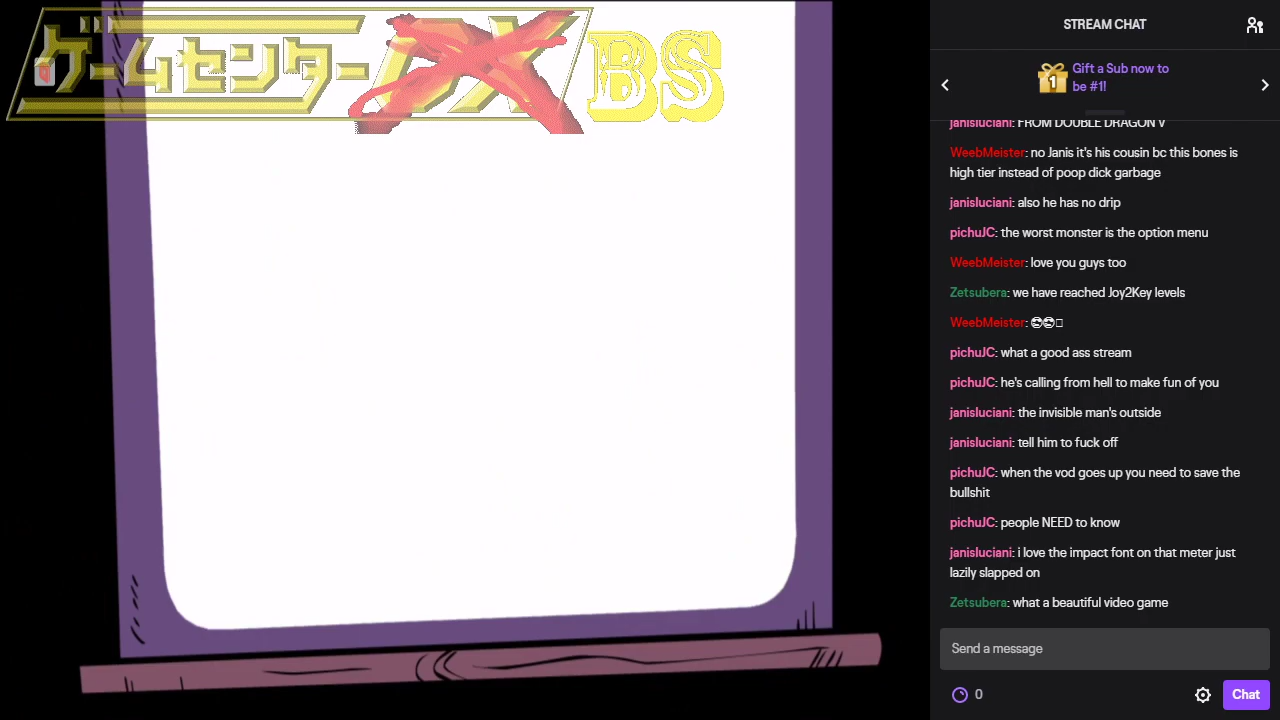 ゲームセンターCX BS
STREAM CHAT
Gift a Sub now to
be #1!
1
janisluciani: FROM DOUBLE DRAGON V
WeebMeister: no Janis it's his cousin bc this bones is
high tier instead of poop dick garbage
janisluciani: also he has no drip
pichuJC: the worst monster is the option menu
WeebMeister: love you guys too
Zetsubera: we have reached Joy2Key levels
WeebMeister: 😎😎
pichuJC: what a good ass stream
pichuJC: he's calling from hell to make fun of you
janisluciani: the invisible man's outside
janisluciani: tell him to fuck off
pichuJC: when the vod goes up you need to save the
bullshit
pichuJC: people NEED to know
janisluciani: i love the impact font on that meter just
lazily slapped on
Zetsubera: what a beautiful video game
Send a message
0
Chat